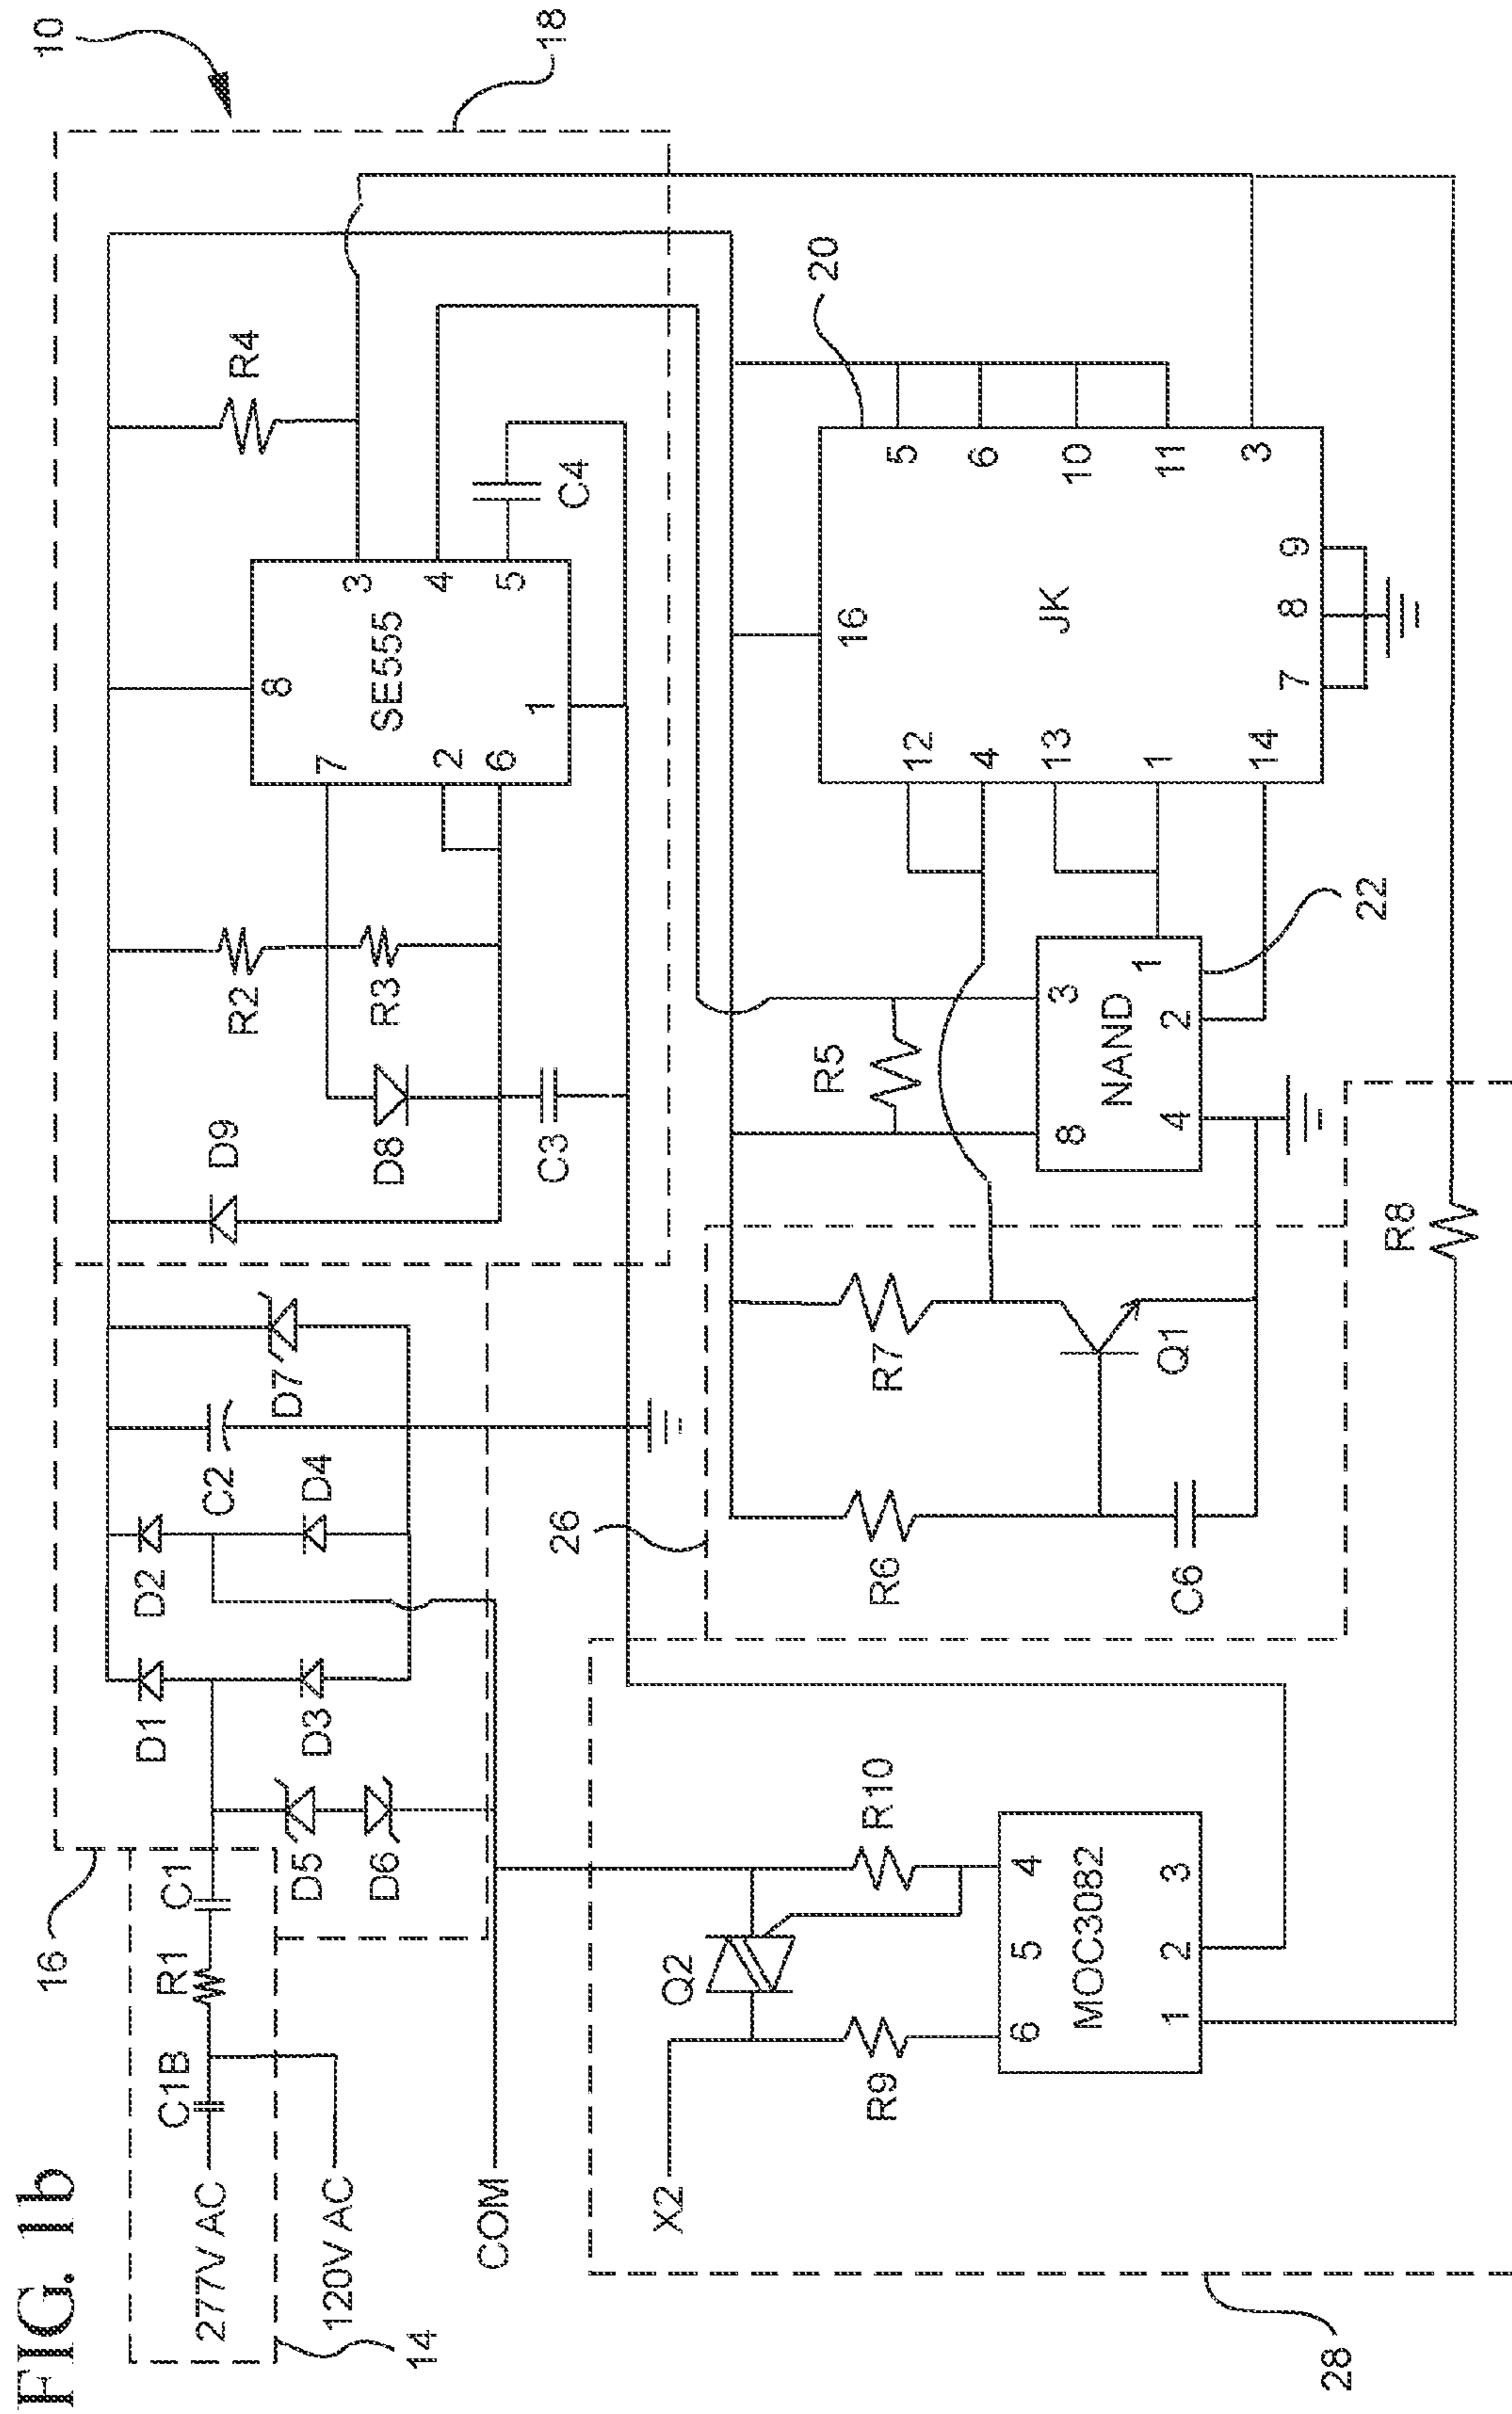 FIG. 1b
10
18
16
14
277V AC
120V AC
COM
C1B
R1
C1
D1
D2
D3
D4
D5
D6
C2
D7
D9
D8
R2
R3
C3
R4
C4
SE555
8
7
2
6
1
3
4
5
20
JK
16
12
4
13
1
14
5
6
10
11
3
7
8
9
22
NAND
8
3
4
2
1
R5
26
R6
R7
C6
Q1
R8
28
X2
Q2
R9
R10
MOC3082
6
5
4
1
2
3